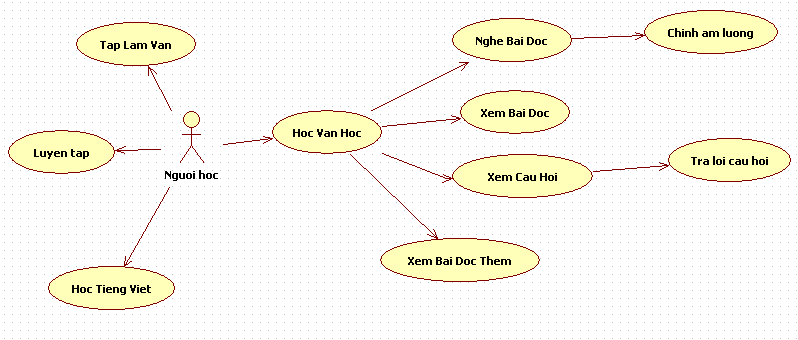 Tap Lam Van
Nghe Bai Doc
Chinh am luong
Xem Bai Doc
Hoc Van Hoc
Luyen tap
Tra loi cau hoi
Nguoi hoc
Xem Cau Hoi
Xem Bai Doc Them
Hoc Tieng Viet